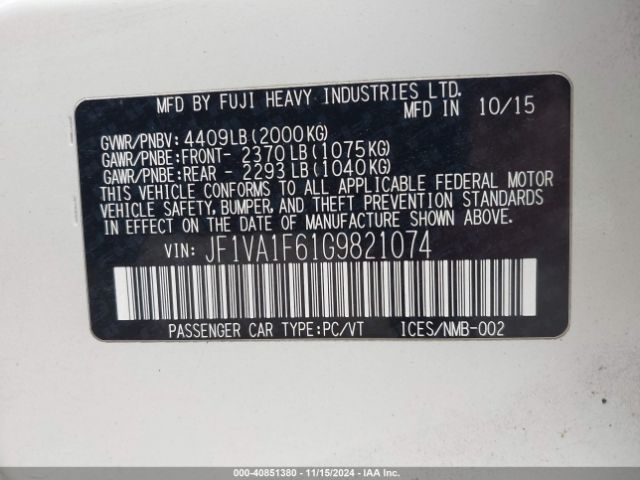 MFD BY FUJI HEAVY INDUSTRIES LTD.
MFD IN 10/15
GVWR/PNBV: 4409LB(2000KG)
GAWR/PNBE:FRONT- 2370LB(1075KG)
GAWR/PNBE:REAR - 2293LB(1040KG)
THIS VEHICLE CONFORMS TO ALL APPLICABLE FEDERAL MOTOR
VEHICLE SAFETY, BUMPER, AND THEFT PREVENTION STANDARDS
IN EFFECT ON THE DATE OF MANUFACTURE SHOWN ABOVE.
VIN: JF1VA1F61G9821074
PASSENGER CAR TYPE:PC/VT ICES/NMB-002
000-40851380 - 11/15/2024 - IAA Inc.